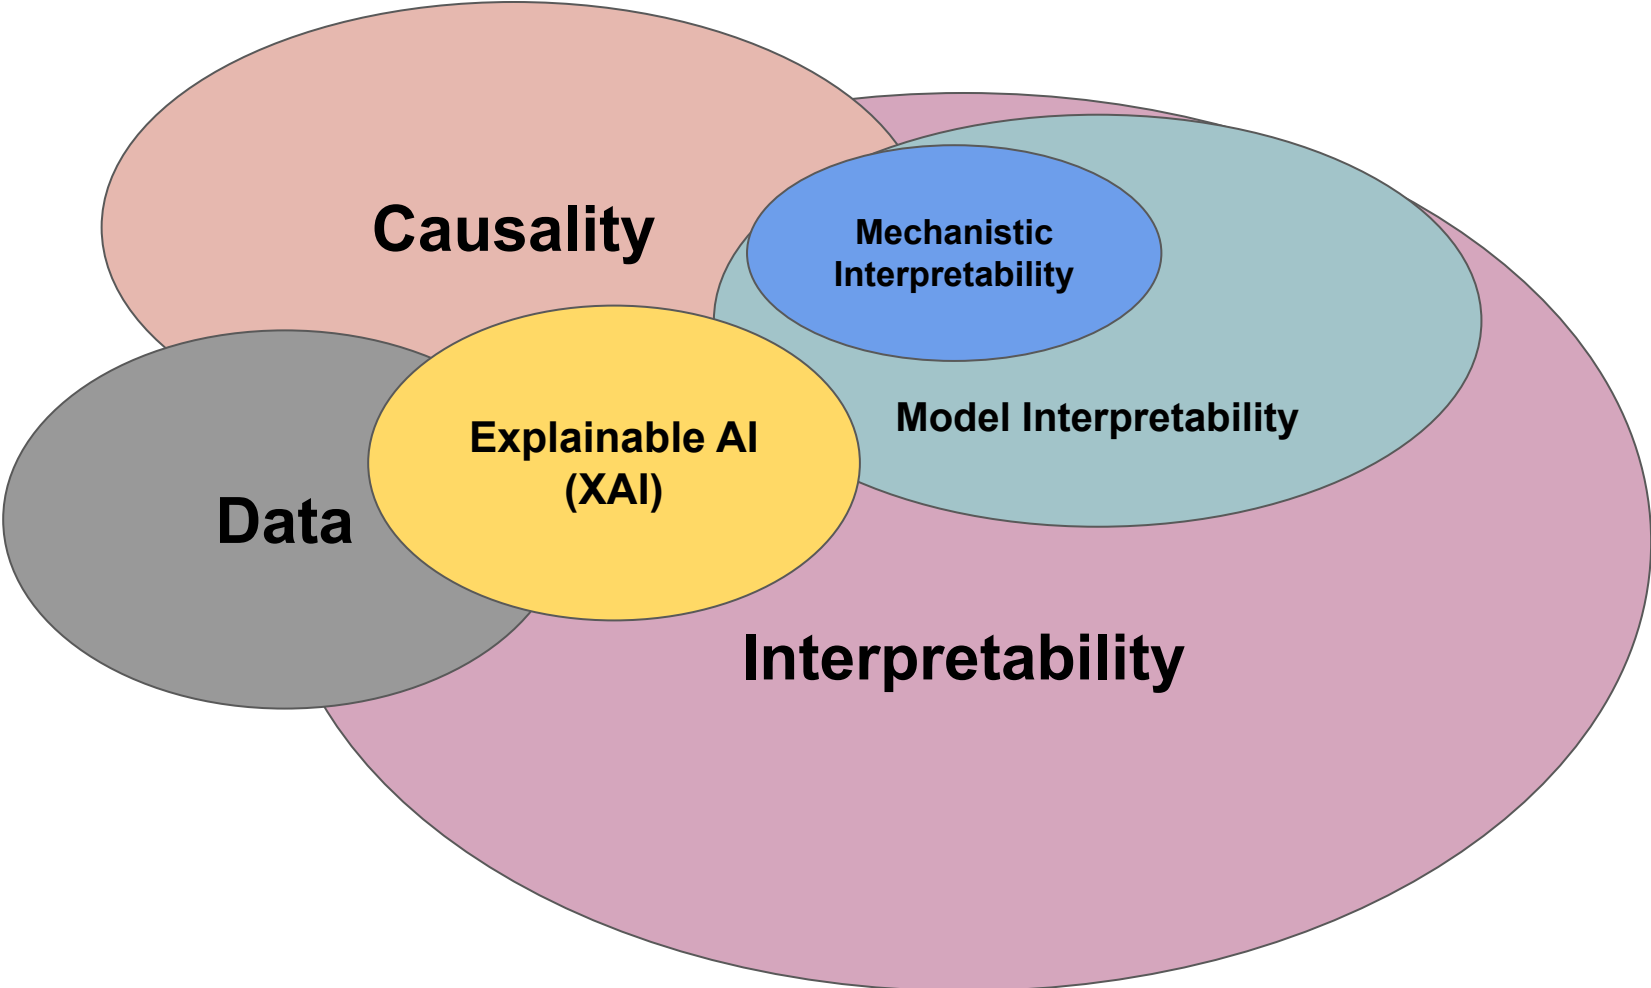 Causality
Mechanistic
Interpretability
Explainable AI
(XAI)
Model Interpretability
Data
Interpretability